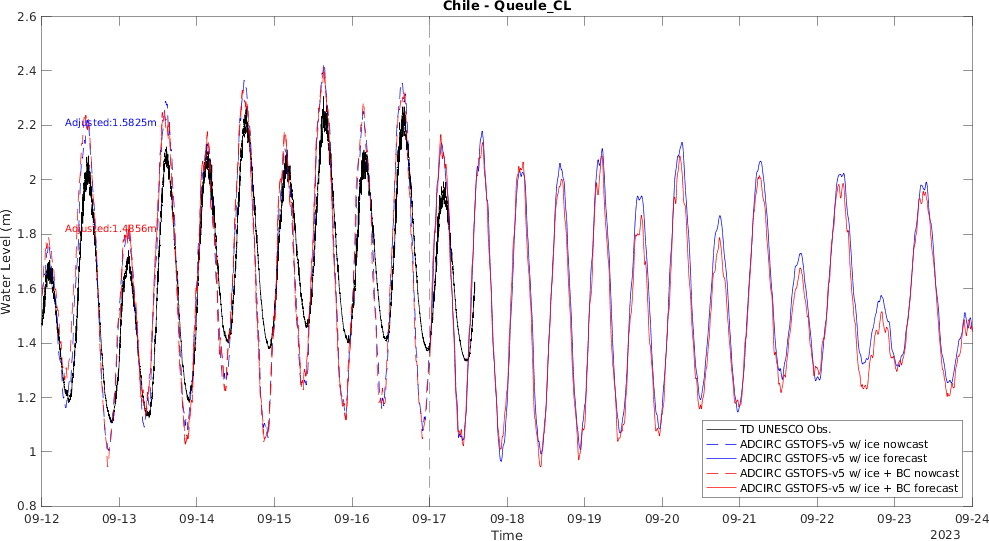 Chile - Queule_CL
2.6
2.4
2.2
2
1.8
1.6
1.4
1.2
1
0.8
Water Level (m)
Adjusted:1.5825m
Adjusted:1.4356m
TD UNESCO Obs.
ADCIRC GSTOFS-v5 w/ ice nowcast
ADCIRC GSTOFS-v5 w/ ice forecast
ADCIRC GSTOFS-v5 w/ ice + BC nowcast
ADCIRC GSTOFS-v5 w/ ice + BC forecast
09-12 09-13 09-14 09-15 09-16 09-17 09-18 09-19 09-20 09-21 09-22 09-23 09-24
Time 2023